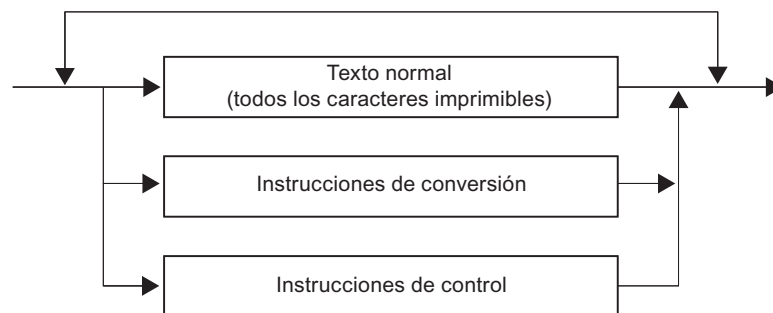 Texto normal
(todos los caracteres imprimibles)
Instrucciones de conversión
Instrucciones de control